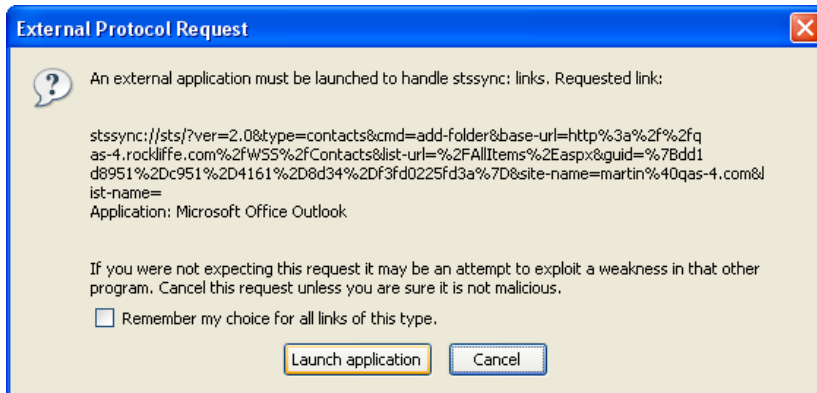 External Protocol Request
An external application must be launched to handle stssync: links. Requested link:
stssync://sts/?ver=2.0&type=contacts&cmd=add-folder&base-url=http%3a%2f%2fq
as-4.rockliffe.com%2fWSS%2fContacts&list-url=%2FAllItems%2Easpx&guid=%7Bdd1
d8951%2Dc951%2D4161%2D8d34%2Df3fd0225fd3a%7D&site-name=martin%40qas-4.com&l
ist-name=
Application: Microsoft Office Outlook
If you were not expecting this request it may be an attempt to exploit a weakness in that other
program. Cancel this request unless you are sure it is not malicious.
Remember my choice for all links of this type.
Launch application Cancel